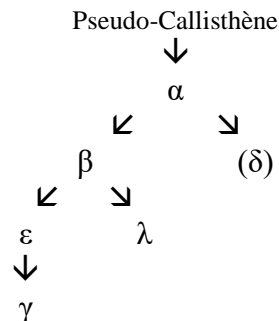 Pseudo-Callisthène
α
β (δ)
ε λ
γ